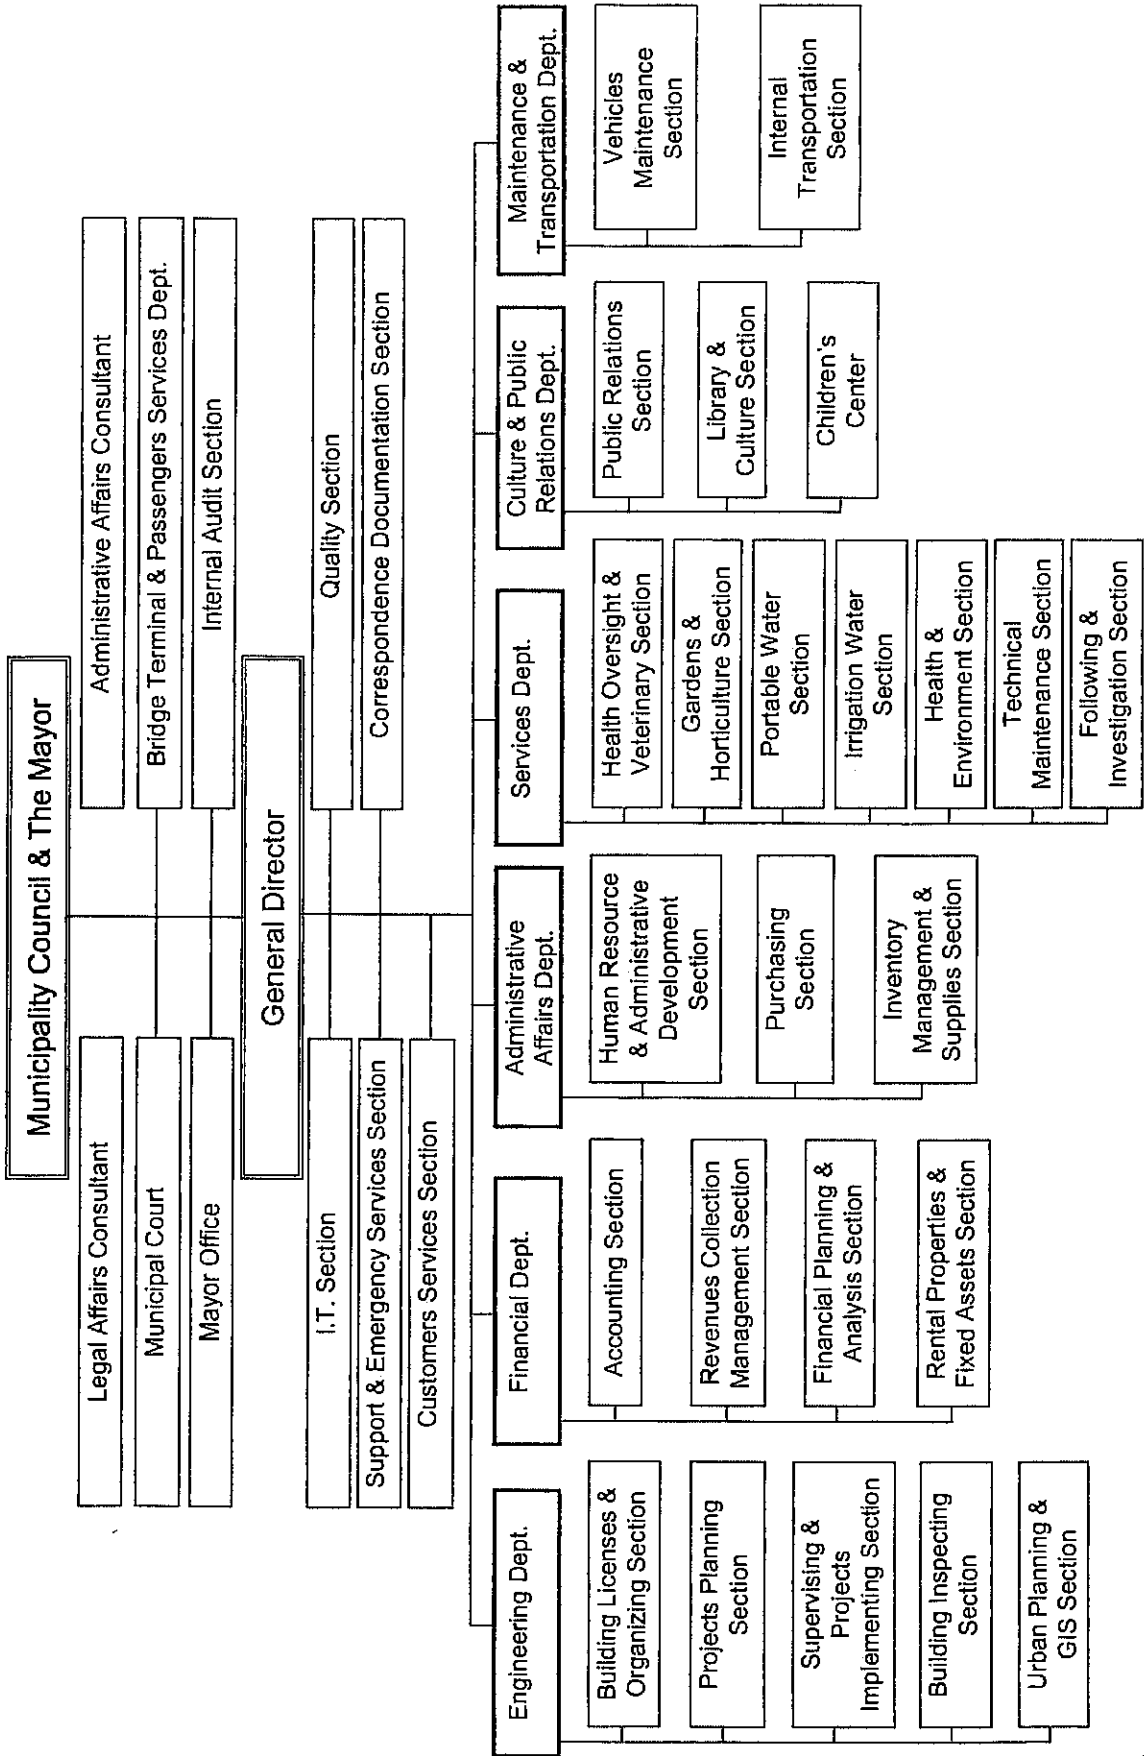 Municipality Council & The Mayor
Legal Affairs Consultant
Administrative Affairs Consultant
Municipal Court
Bridge Terminal & Passengers Services Dept.
Mayor Office
Internal Audit Section
General Director
I.T. Section
Quality Section
Support & Emergency Services Section
Correspondence Documentation Section
Customers Services Section
Engineering Dept.
Building Licenses &
Organizing Section
Projects Planning
Section
Supervising &
Projects
Implementing Section
Building Inspecting
Section
Urban Planning &
GIS Section
Financial Dept.
Accounting Section
Revenues Collection
Management Section
Financial Planning &
Analysis Section
Rental Properties &
Fixed Assets Section
Administrative
Affairs Dept.
Human Resource
& Administrative
Development
Section
Purchasing
Section
Inventory
Management &
Supplies Section
Services Dept.
Health Oversight &
Veterinary Section
Gardens &
Horticulture Section
Portable Water
Section
Irrigation Water
Section
Health &
Environment Section
Technical
Maintenance Section
Following &
Investigation Section
Culture & Public
Relations Dept.
Public Relations
Section
Library &
Culture Section
Children's
Center
Maintenance &
Transportation Dept.
Vehicles
Maintenance
Section
Internal
Transportation
Section